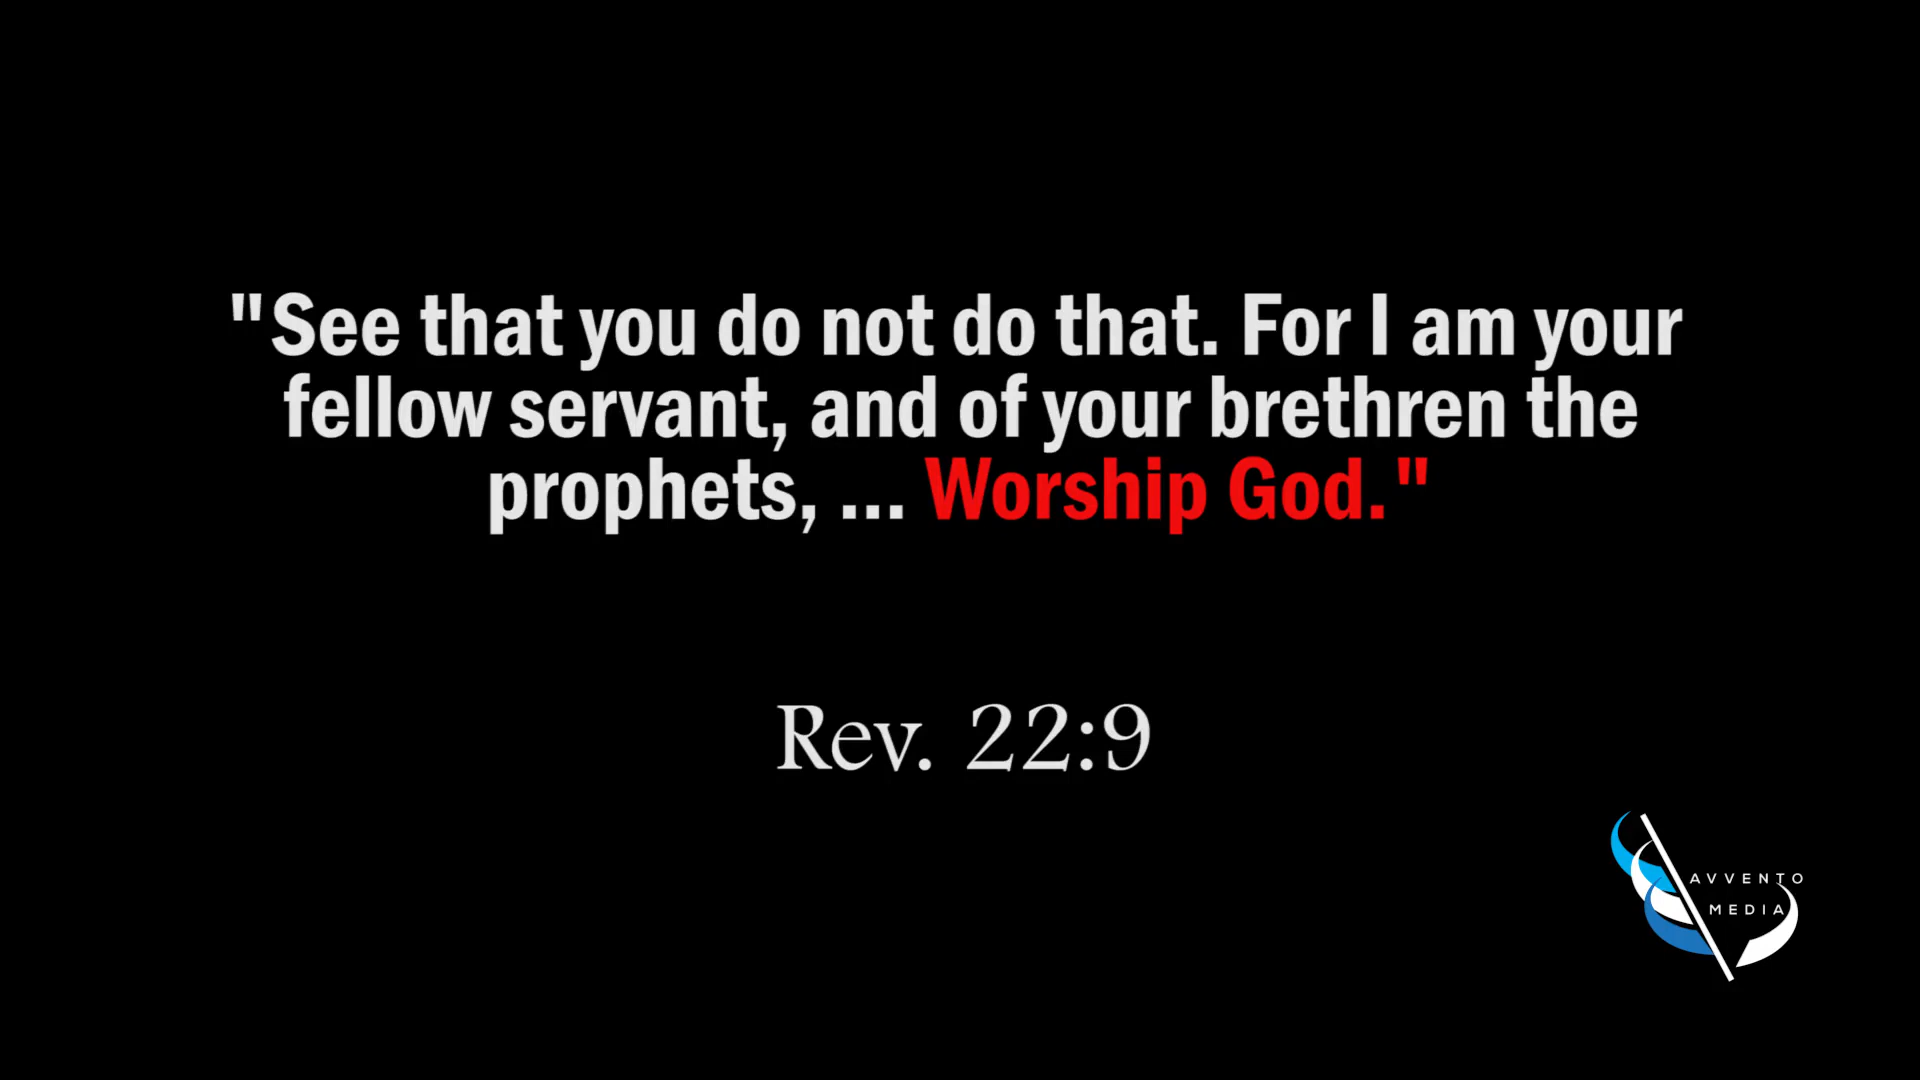 "See that you do not do that. For I am your
fellow servant, and of your brethren the
prophets, ... Worship God."
Rev. 22:9
AVVENTO
MEDIA